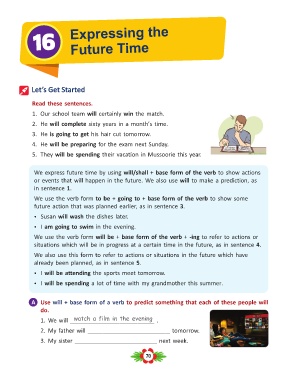 16
Expressing the
Future Time
Let's Get Started
Read these sentences.
1. Our school team will certainly win the match.
2. He will complete sixty years in a month's time.
3. He is going to get his hair cut tomorrow.
4. He will be preparing for the exam next Sunday.
5. They will be spending their vacation in Mussoorie this year.
We express future time by using will/shall + base form of the verb to show actions
or events that will happen in the future. We also use will to make a prediction, as
in sentence 1.
We use the verb form to be + going to + base form of the verb to show some
future action that was planned earlier, as in sentence 3.
• Susan will wash the dishes later.
• I am going to swim in the evening.
We use the verb form will be + base form of the verb + -ing to refer to actions or
situations which will be in progress at a certain time in the future, as in sentence 4.
We also use this form to refer to actions or situations in the future which have
already been planned, as in sentence 5.
• I will be attending the sports meet tomorrow.
• I will be spending a lot of time with my grandmother this summer.
A Use will + base form of a verb to predict something that each of these people will
do.
1. We will watch a film in the evening .
2. My father will ____________________ tomorrow.
3. My sister ____________________ next week.
70